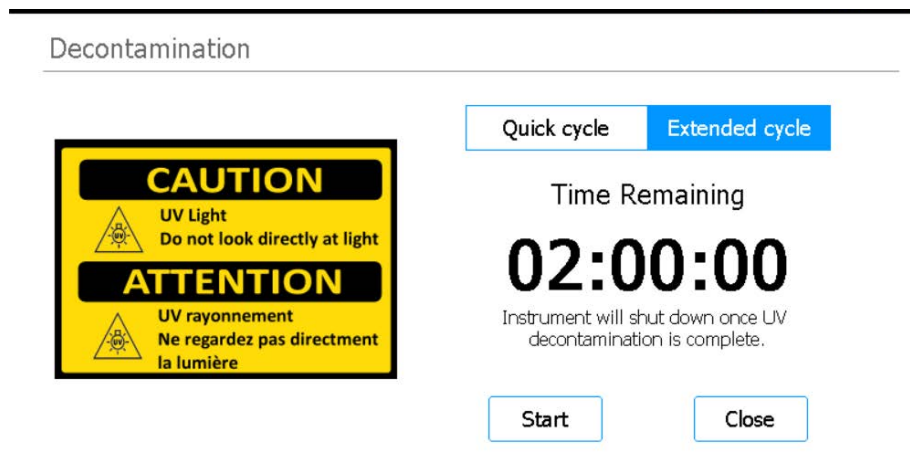 Decontamination
CAUTION
UV Light
Do not look directly at light
ATTENTION
UV rayonnement
Ne regardez pas directment
la lumière
Quick cycle
Extended cycle
Time Remaining
02:00:00
Instrument will shut down once UV
decontamination is complete.
Start
Close